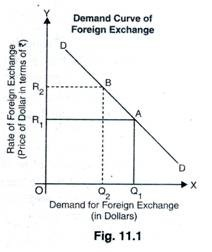 Y
Demand Curve of
Foreign Exchange
D
B
R2
A
R1
D
O
Q2
Q1
X
Rate of Foreign Exchange
(Price of Dollar in terms of ₹)
Demand for Foreign Exchange
(in Dollars)
Fig. 11.1